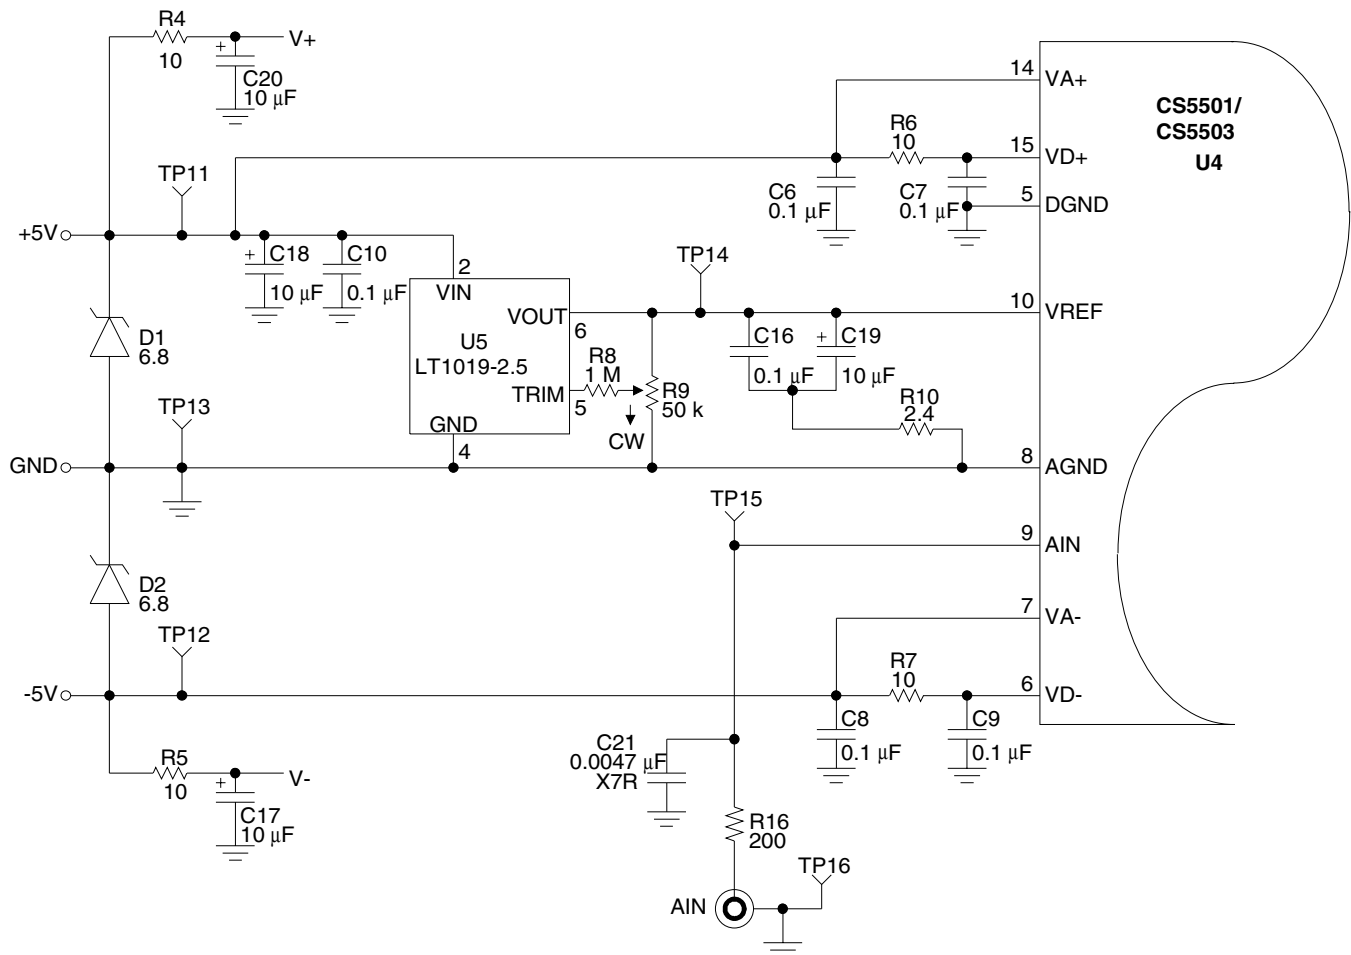 R4
10
+
V+
C20
10 µF
14
VA+
CS5501/
CS5503
U4
R6
10
15
VD+
TP11
C6
0.1 µF
C7
0.1 µF
5
DGND
+5V
+
C18
10 µF
C10
0.1 µF
2
VIN
TP14
VOUT
6
10
VREF
U5
LT1019-2.5
D1
6.8
R8
1 M
TRIM
5
R9
50 k
CW
C16
0.1 µF
+
C19
10 µF
R10
2.4
TP13
GND
4
GND
8
AGND
TP15
9
AIN
D2
6.8
7
VA-
TP12
R7
10
-5V
6
VD-
C8
0.1 µF
C9
0.1 µF
C21
0.0047 µF
X7R
R5
10
+
V-
C17
10 µF
R16
200
TP16
AIN